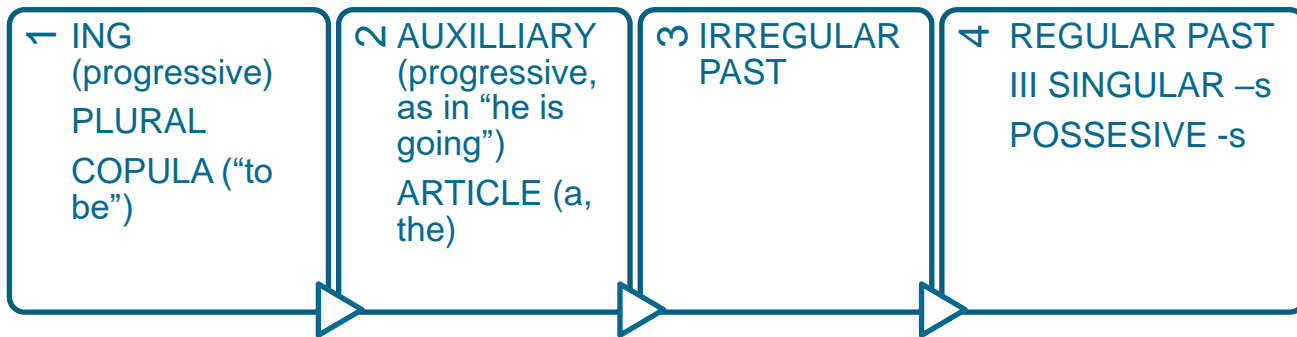 1
ING
(progressive)
PLURAL
COPULA (“to
be”)
2
AUXILLIARY
(progressive,
as in “he is
going”)
ARTICLE (a,
the)
3
IRREGULAR
PAST
4
REGULAR PAST
III SINGULAR –s
POSSESIVE -s